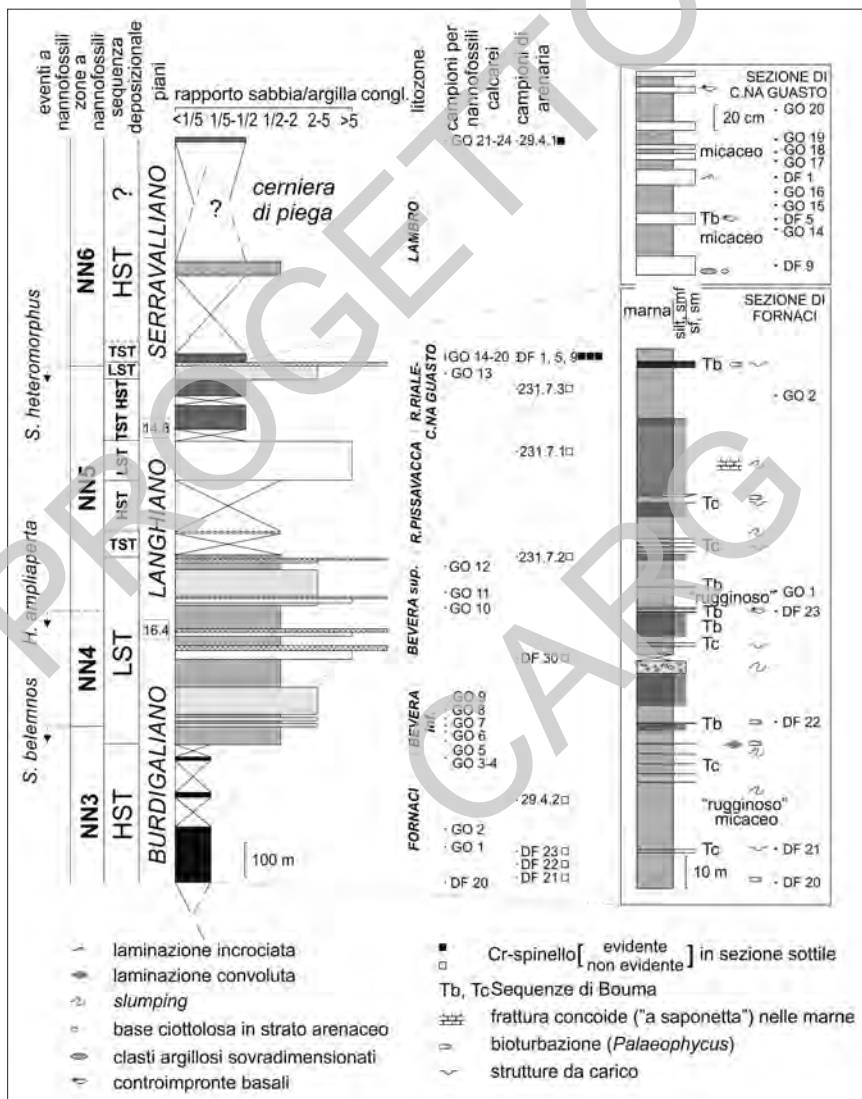 eventi a nannofossili
zone a nannofossili
sequenza deposizionale
piani
rapporto sabbia/argilla congl.
<1/5 1/5-1/2 1/2-2 2-5 >5
litozone
campioni per nannofossili calcarei
campioni di arenaria
S. heteromorphus
H. ampliaperta
S. belemnos
NN6
NN5
NN4
NN3
?
HST
TST
LST
HST
TST
LST
HST
TST
LST
HST
SERRAVALLIANO
LANGHIANO
BURDIGALIANO
16.4
?
cerniera
di piega
100 m
LAMBRO
R.RIALE-
C.NA GUASTO
R.PISSAVACCA
BEVERA sup.
BEVERA
inf.
FORNACI
GO 21-24 29.4.1
GO 14-20 DF 1, 5, 9
GO 13
231.7.3
231.7.1
231.7.2
GO 12
GO 11
GO 10
DF 30
GO 9
GO 8
GO 7
GO 6
GO 5
GO 3-4
29.4.2
GO 2
GO 1
DF 23
DF 22
DF 20 DF 21
SEZIONE DI
C.NA GUASTO
20 cm
GO 20
GO 19
micaceo GO 18
GO 17
DF 1
GO 16
GO 15
Tb DF 5
micaceo GO 14
DF 9
marna
silt, smf
sf, sm
SEZIONE DI
FORNACI
Tb
GO 2
Tc
Tc
Tb
"rugginoso" GO 1
Tb DF 23
Tb
Tc
Tb DF 22
Tc
"rugginoso"
micaceo
Tc DF 21
10 m DF 20
laminazione incrociata
laminazione convoluta
slumping
base ciottolosa in strato arenaceo
clasti argillosi sovradimensionati
controimpronte basali
Cr-spinello [ evidente
non evidente ] in sezione sottile
Tb, Tc Sequenze di Bouma
frattura concoide ("a saponetta") nelle marne
bioturbazione (Palaeophycus)
strutture da carico
PROGETTO
CARG